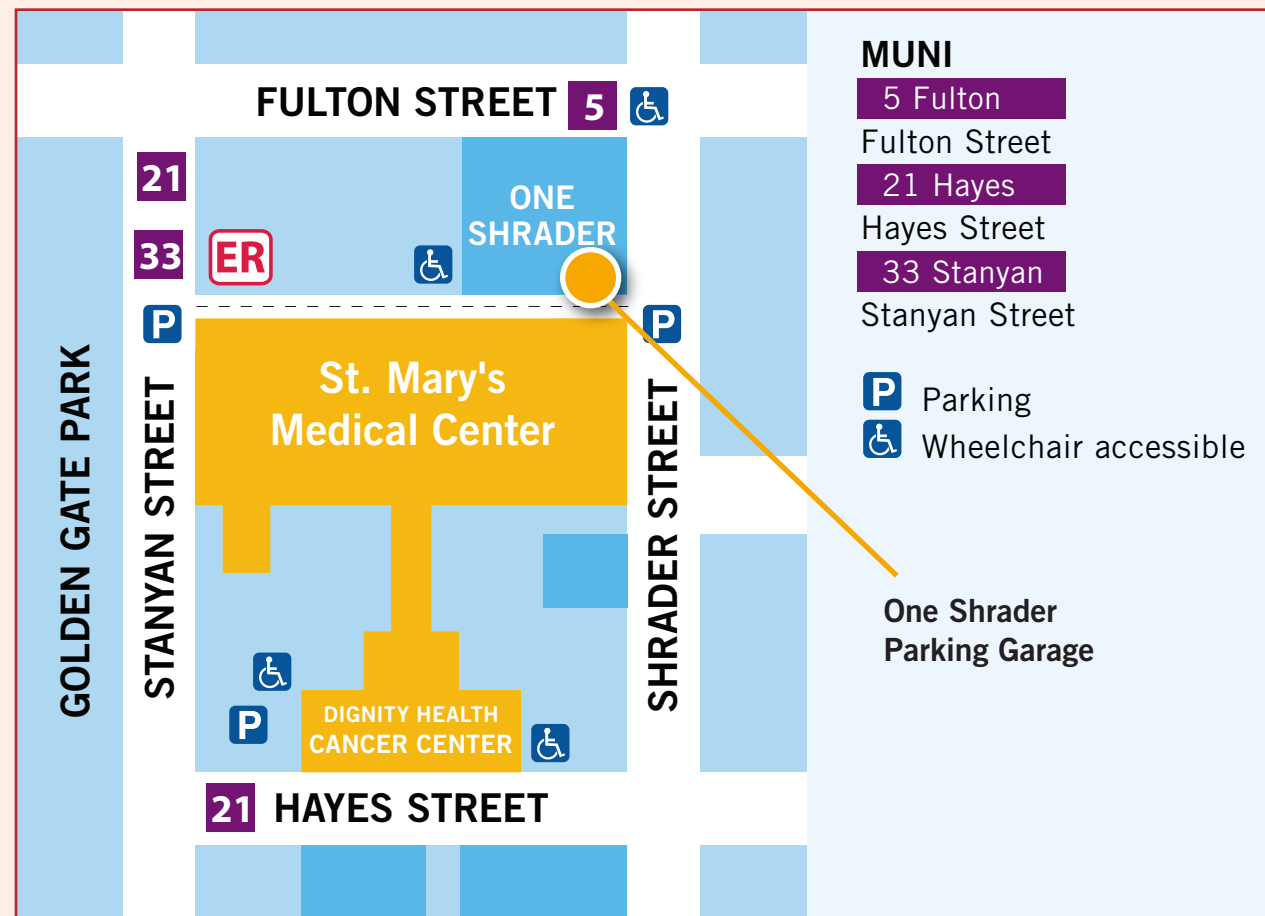 FULTON STREET 5
21
33
ER
ONE
SHRADER
P
P
St. Mary's
Medical Center
GOLDEN GATE PARK
STANYAN STREET
SHRADER STREET
P
DIGNITY HEALTH
CANCER CENTER
21 HAYES STREET
MUNI
5 Fulton
Fulton Street
21 Hayes
Hayes Street
33 Stanyan
Stanyan Street
P Parking
Wheelchair accessible
One Shrader
Parking Garage